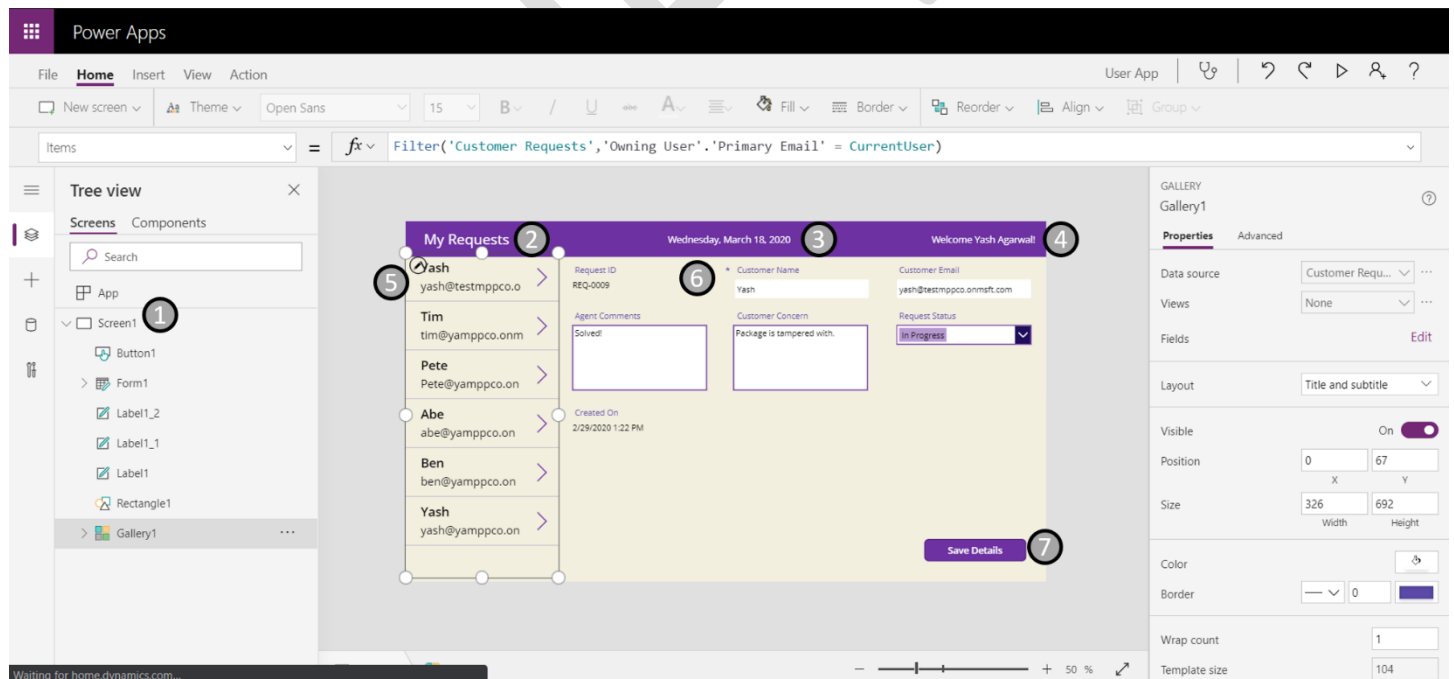 Power Apps
File Home Insert View Action User App ?
New screen Theme Open Sans 15 B / U abc A Fill Border Reorder Align Group
Items = fx Filter('Customer Requests','Owning User'.'Primary Email' = CurrentUser)
Tree view
Screens Components
Search
App
Screen1 1
Button1
Form1
Label1_2
Label1_1
Label1
Rectangle1
Gallery1 ...
My Requests 2 Wednesday, March 18, 2020 3 Welcome Yash Agarwal! 4
5 Yash
yash@testmppco.o
Tim
tim@yamppco.onm
Pete
Pete@yamppco.on
Abe
abe@yamppco.on
Ben
ben@yamppco.on
Yash
yash@yamppco.on
Request ID 6 * Customer Name Customer Email
REQ-0009 Yash yash@testmppco.onmsft.com
Agent Comments Customer Concern Request Status
Solved! Package is tampered with. In Progress
Created On
2/29/2020 1:22 PM
Save Details 7
GALLERY
Gallery1 ?
Properties Advanced
Data source Customer Requ... ...
Views None ...
Fields Edit
Layout Title and subtitle
Visible On
Position 0 67
X Y
Size 326 692
Width Height
Color
Border 0
Wrap count 1
Template size 104
Waiting for home.dynamics.com...
− + 50 %